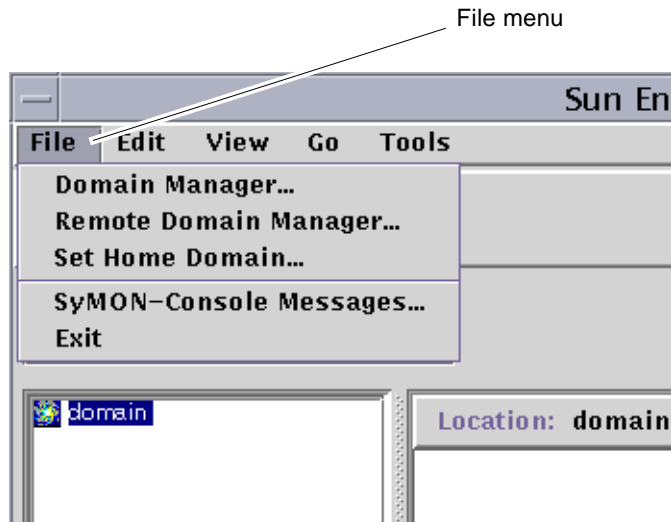 File menu
Sun En
File Edit View Go Tools
Domain Manager...
Remote Domain Manager...
Set Home Domain...
SyMON-Console Messages...
Exit
domain
Location: domain